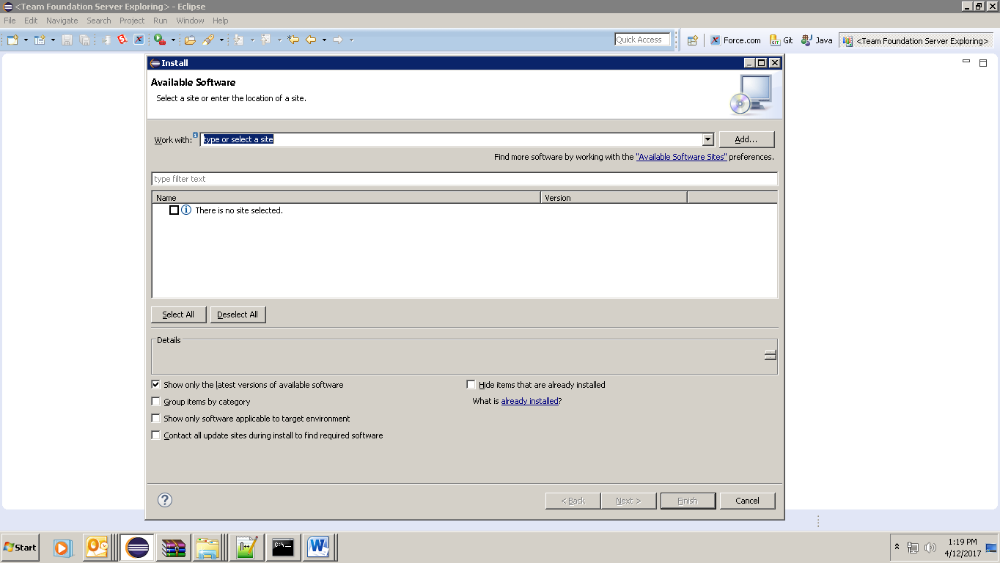 <Team Foundation Server Exploring> - Eclipse
File Edit Navigate Search Project Run Window Help
Quick Access Force.com Git Java <Team Foundation Server Exploring>
Install
Available Software
Select a site or enter the location of a site.
Work with: type or select a site Add...
Find more software by working with the "Available Software Sites" preferences.
type filter text
Name Version
There is no site selected.
Select All Deselect All
Details
Show only the latest versions of available software Hide items that are already installed
Group items by category What is already installed?
Show only software applicable to target environment
Contact all update sites during install to find required software
? < Back Next > Finish Cancel
Start 1:19 PM
4/12/2017